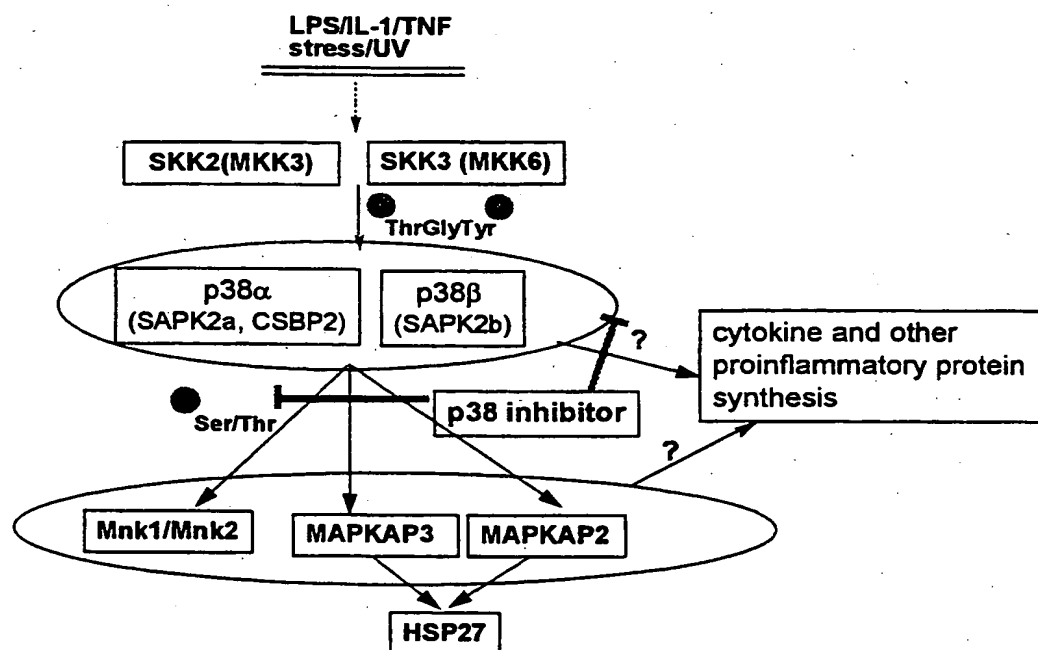 LPS/IL-1/TNF
stress/UV
SKK2(MKK3)
SKK3 (MKK6)
ThrGlyTyr
p38α
(SAPK2a, CSBP2)
p38β
(SAPK2b)
?
cytokine and other
proinflammatory protein
synthesis
p38 inhibitor
Ser/Thr
?
Mnk1/Mnk2
MAPKAP3
MAPKAP2
HSP27